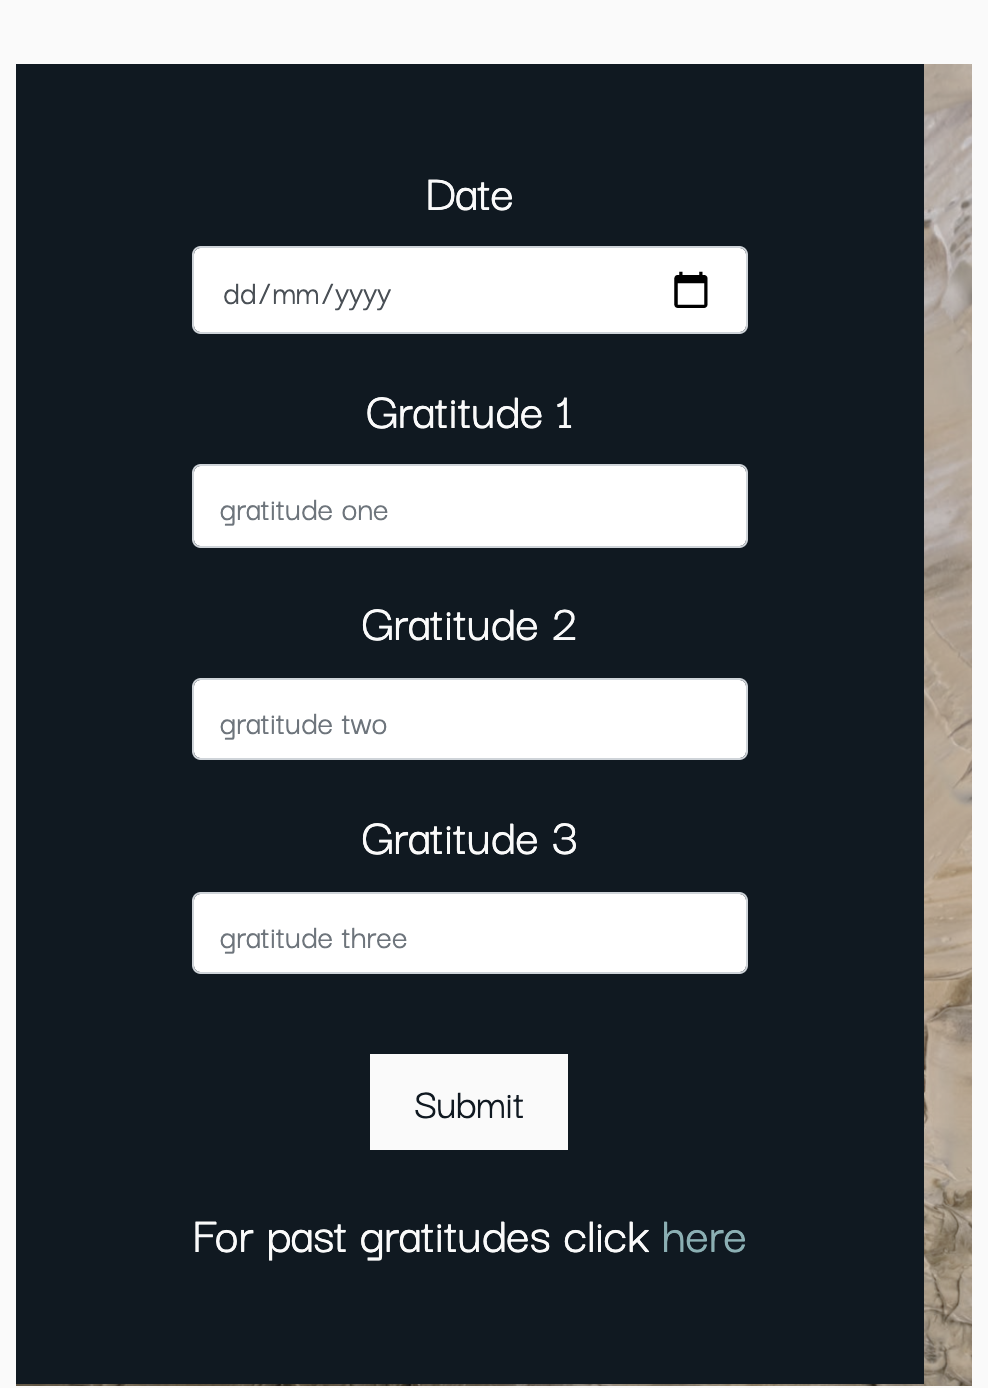 Date
dd/mm/yyyy
Gratitude 1
gratitude one
Gratitude 2
gratitude two
Gratitude 3
gratitude three
Submit
For past gratitudes click here